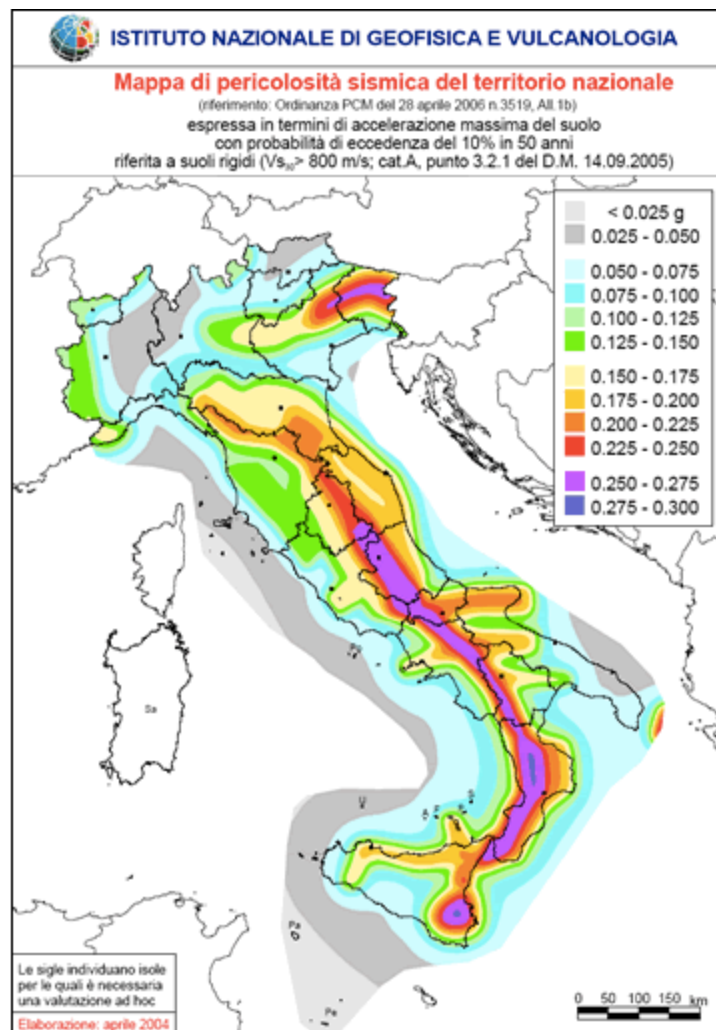 ISTITUTO NAZIONALE DI GEOFISICA E VULCANOLOGIA
Mappa di pericolosità sismica del territorio nazionale
(riferimento: Ordinanza PCM del 28 aprile 2006 n.3519, All.1b)
espressa in termini di accelerazione massima del suolo
con probabilità di eccedenza del 10% in 50 anni
riferita a suoli rigidi (Vs₃₀> 800 m/s; cat.A, punto 3.2.1 del D.M. 14.09.2005)
< 0.025 g
0.025 - 0.050
0.050 - 0.075
0.075 - 0.100
0.100 - 0.125
0.125 - 0.150
0.150 - 0.175
0.175 - 0.200
0.200 - 0.225
0.225 - 0.250
0.250 - 0.275
0.275 - 0.300
Sa
U
A
F
Pa
Pe
Le sigle individuano isole
per le quali è necessaria
una valutazione ad hoc
Elaborazione: aprile 2004
0 50 100 150
km